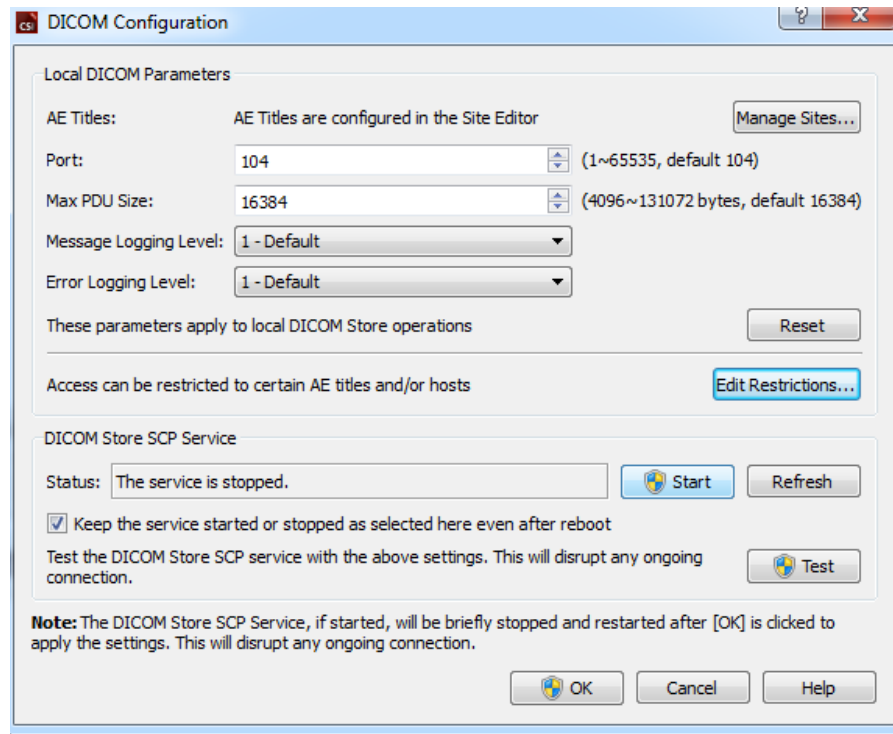 CSi DICOM Configuration
Local DICOM Parameters
AE Titles: AE Titles are configured in the Site Editor Manage Sites...
Port: 104 (1~65535, default 104)
Max PDU Size: 16384 (4096~131072 bytes, default 16384)
Message Logging Level: 1 - Default
Error Logging Level: 1 - Default
These parameters apply to local DICOM Store operations Reset
Access can be restricted to certain AE titles and/or hosts Edit Restrictions...
DICOM Store SCP Service
Status: The service is stopped. Start Refresh
Keep the service started or stopped as selected here even after reboot
Test the DICOM Store SCP service with the above settings. This will disrupt any ongoing
connection. Test
Note: The DICOM Store SCP Service, if started, will be briefly stopped and restarted after [OK] is clicked to
apply the settings. This will disrupt any ongoing connection.
OK Cancel Help